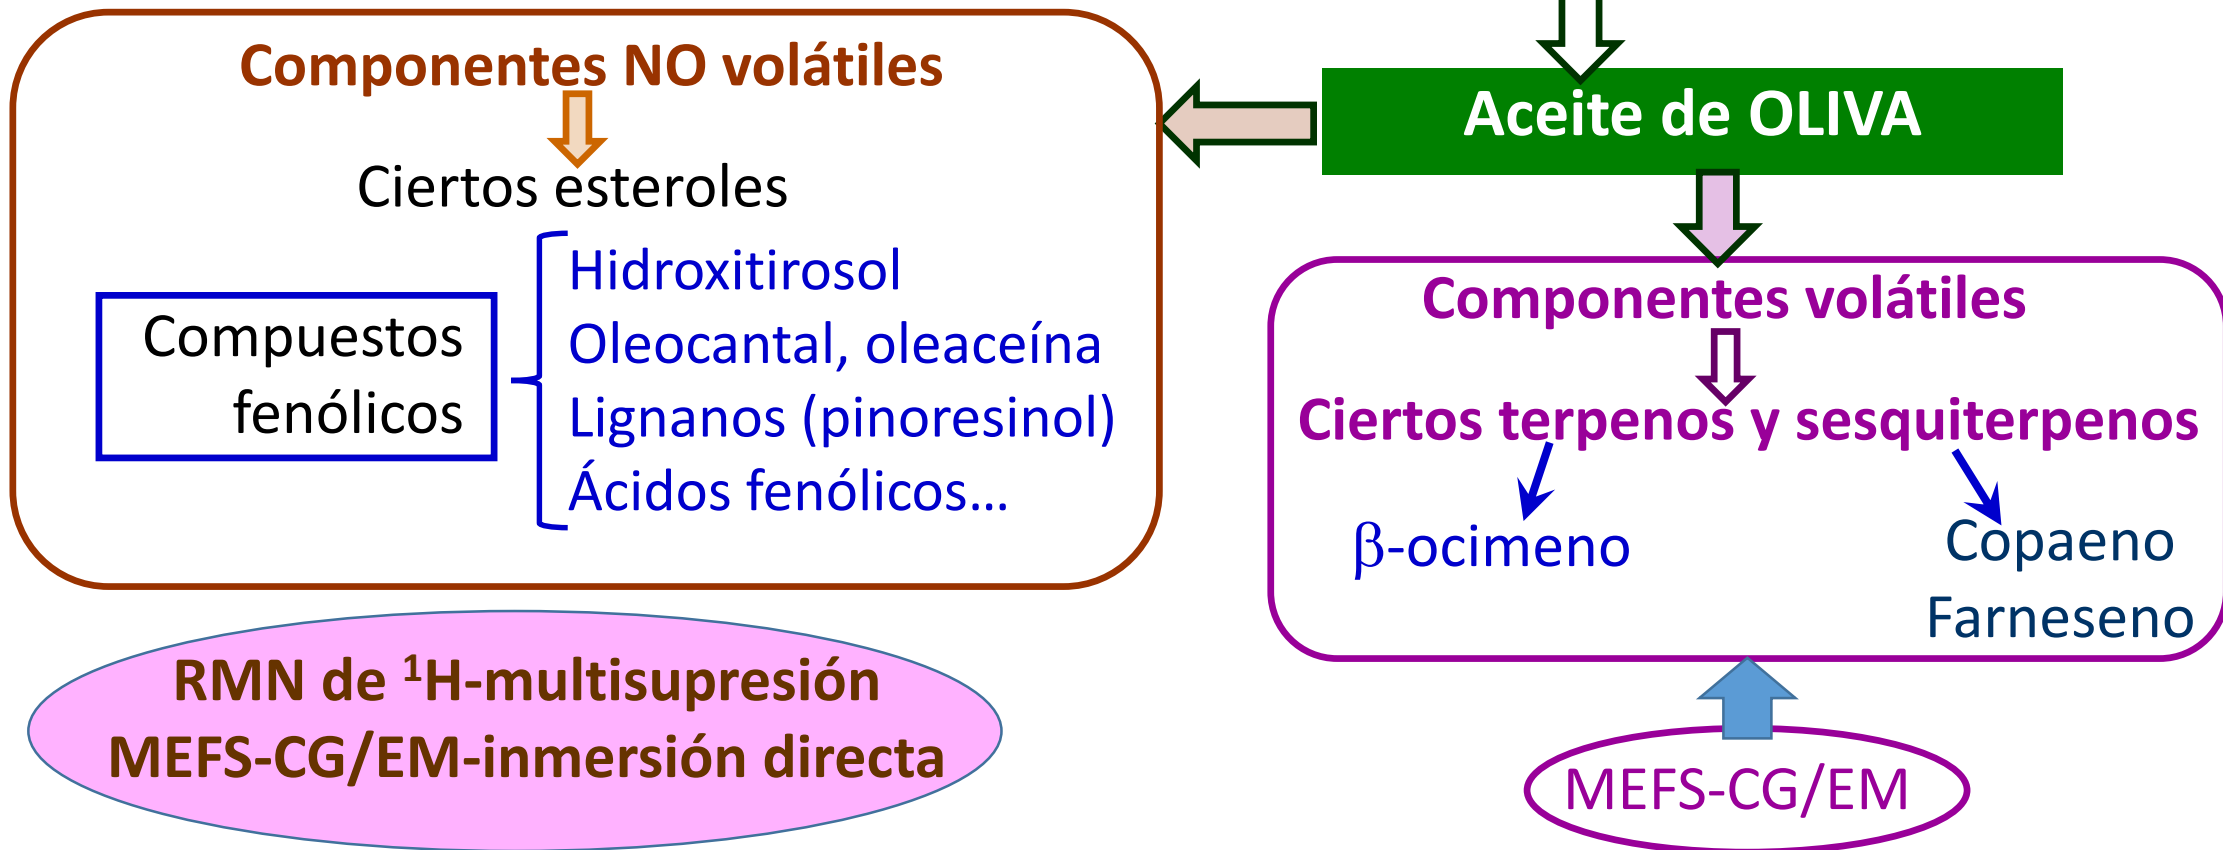 Componentes NO volátiles
Ciertos esteroles
Compuestos
fenólicos
Hidroxitirosol
Oleocantal, oleaceína
Lignanos (pinoresinol)
Ácidos fenólicos...
RMN de ¹H-multisupresión
MEFS-CG/EM-inmersión directa
Aceite de OLIVA
Componentes volátiles
Ciertos terpenos y sesquiterpenos
β-ocimeno
Copaeno
Farneseno
MEFS-CG/EM